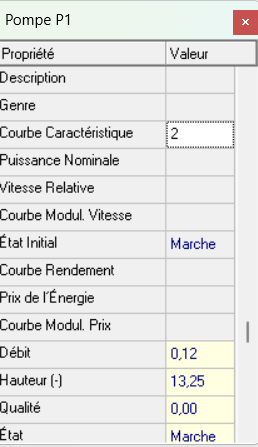 Pompe P1
Propriété Valeur
Description
Genre
Courbe Caractéristique 2
Puissance Nominale
Vitesse Relative
Courbe Modul. Vitesse
État Initial Marche
Courbe Rendement
Prix de l'Énergie
Courbe Modul. Prix
Débit 0,12
Hauteur (-) 13,25
Qualité 0,00
État Marche